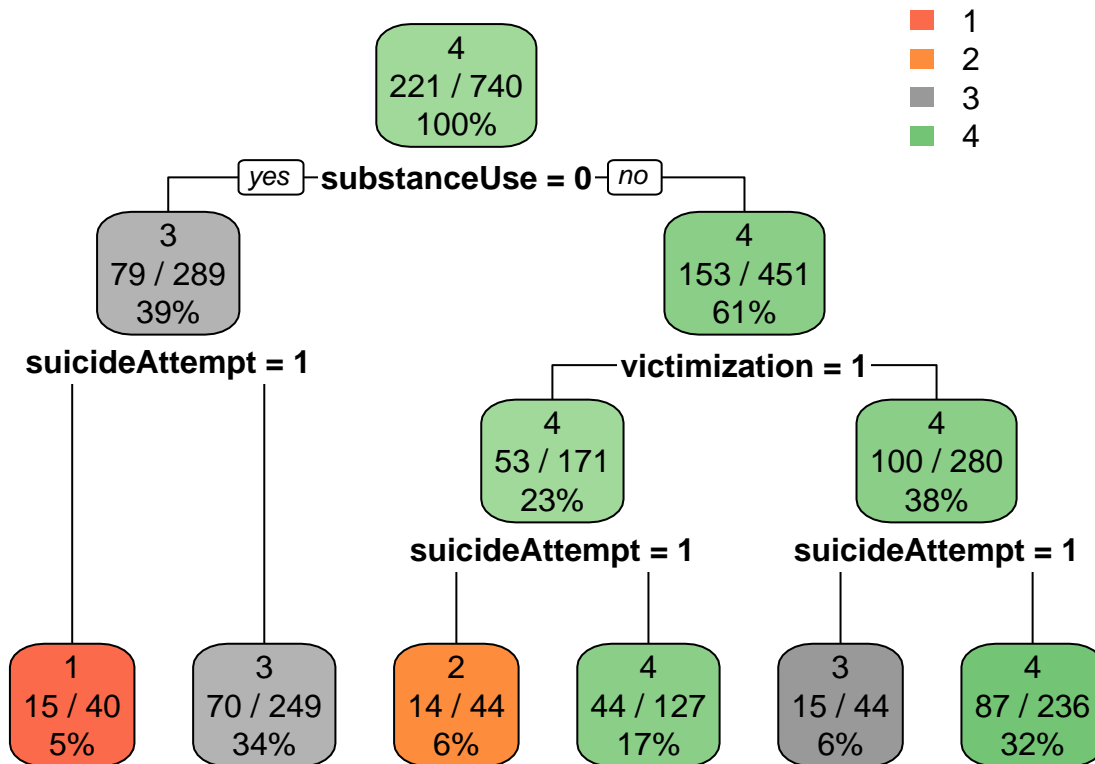 4
221 / 740
100%
1
2
3
4
yes substanceUse = 0 no
3
79 / 289
39%
4
153 / 451
61%
suicideAttempt = 1
victimization = 1
4
53 / 171
23%
4
100 / 280
38%
suicideAttempt = 1
suicideAttempt = 1
1
15 / 40
5%
3
70 / 249
34%
2
14 / 44
6%
4
44 / 127
17%
3
15 / 44
6%
4
87 / 236
32%